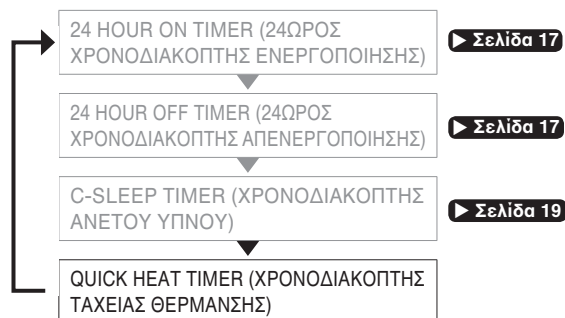 24 HOUR ON TIMER (24ΩΡΟΣ
ΧΡΟΝΟΔΙΑΚΟΠΤΗΣ ΕΝΕΡΓΟΠΟΙΗΣΗΣ)
▶ Σελίδα 17
24 HOUR OFF TIMER (24ΩΡΟΣ
ΧΡΟΝΟΔΙΑΚΟΠΤΗΣ ΑΠΕΝΕΡΓΟΠΟΙΗΣΗΣ)
▶ Σελίδα 17
C-SLEEP TIMER (ΧΡΟΝΟΔΙΑΚΟΠΤΗΣ
ΑΝΕΤΟΥ ΥΠΝΟΥ)
▶ Σελίδα 19
QUICK HEAT TIMER (ΧΡΟΝΟΔΙΑΚΟΠΤΗΣ
ΤΑΧΕΙΑΣ ΘΕΡΜΑΝΣΗΣ)